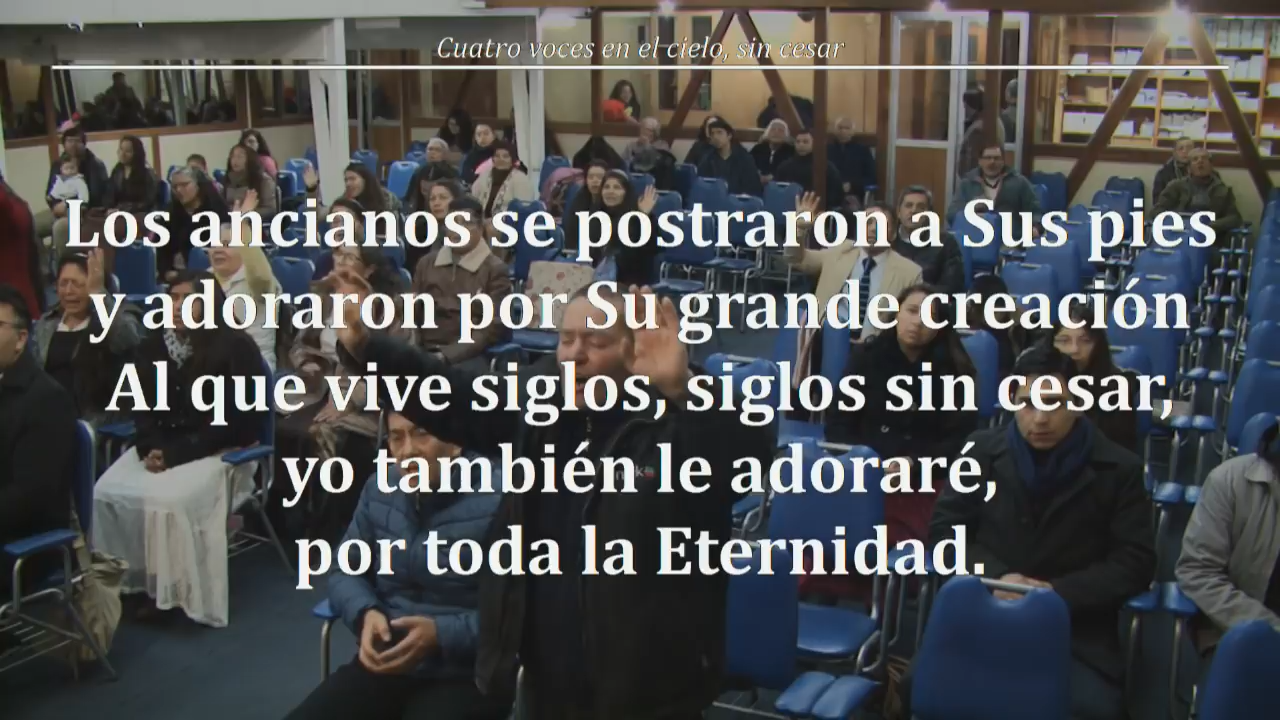 Cuatro voces en el cielo, sin cesar
Los ancianos se postraron a Sus pies
y adoraron por Su grande creación
Al que vive siglos, siglos sin cesar,
yo también le adoraré,
por toda la Eternidad.